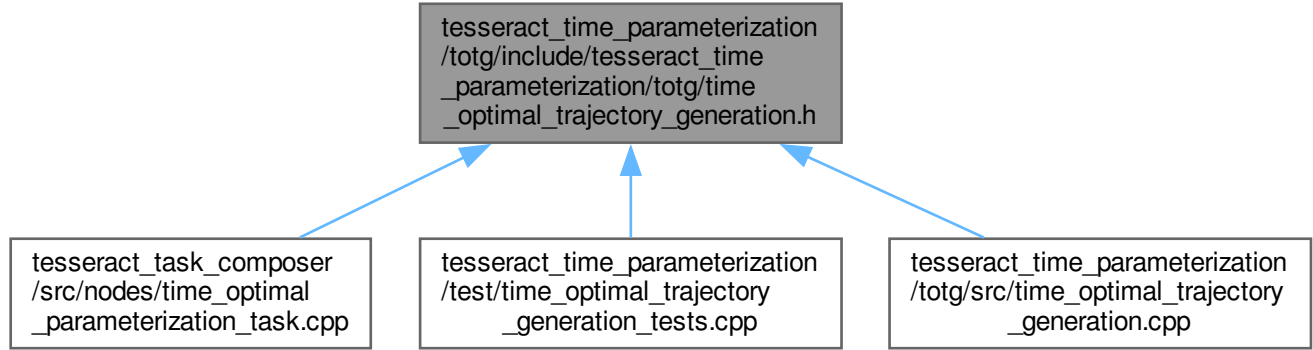 tesseract_time_parameterization
/totg/include/tesseract_time
_parameterization/totg/time
_optimal_trajectory_generation.h
tesseract_task_composer
/src/nodes/time_optimal
_parameterization_task.cpp
tesseract_time_parameterization
/test/time_optimal_trajectory
_generation_tests.cpp
tesseract_time_parameterization
/totg/src/time_optimal_trajectory
_generation.cpp